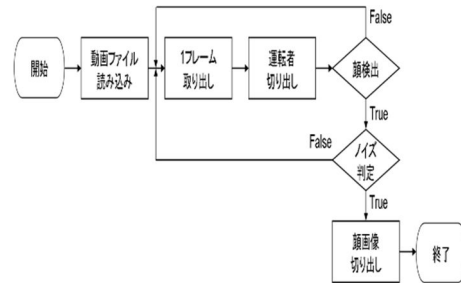 False
開始
動画ファイル
読み込み
1フレーム
取り出し
運転者
切り出し
顔検出
True
False
ノイズ
判定
True
顔画像
切り出し
終了